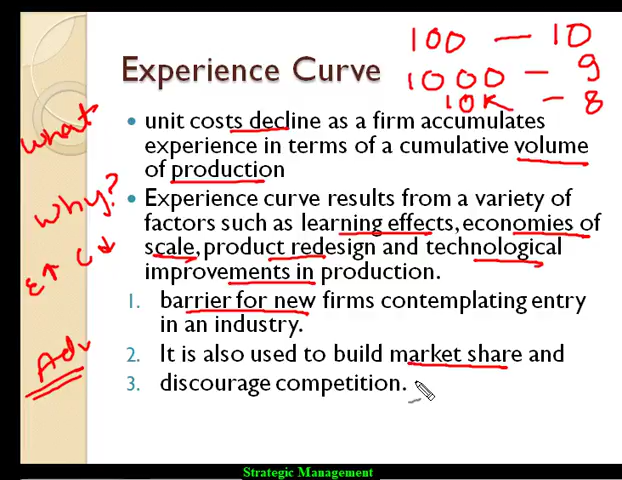 100 — 10
Experience Curve
1000 – 9
10K – 8
what
• unit costs decline as a firm accumulates
experience in terms of a cumulative volume
of production
Why?
• Experience curve results from a variety of
factors such as learning effects, economies of
scale, product redesign and technological
improvements in production.
E↑ C↓
1. barrier for new firms contemplating entry
in an industry.
Adv
2. It is also used to build market share and
3. discourage competition.
Strategic Management